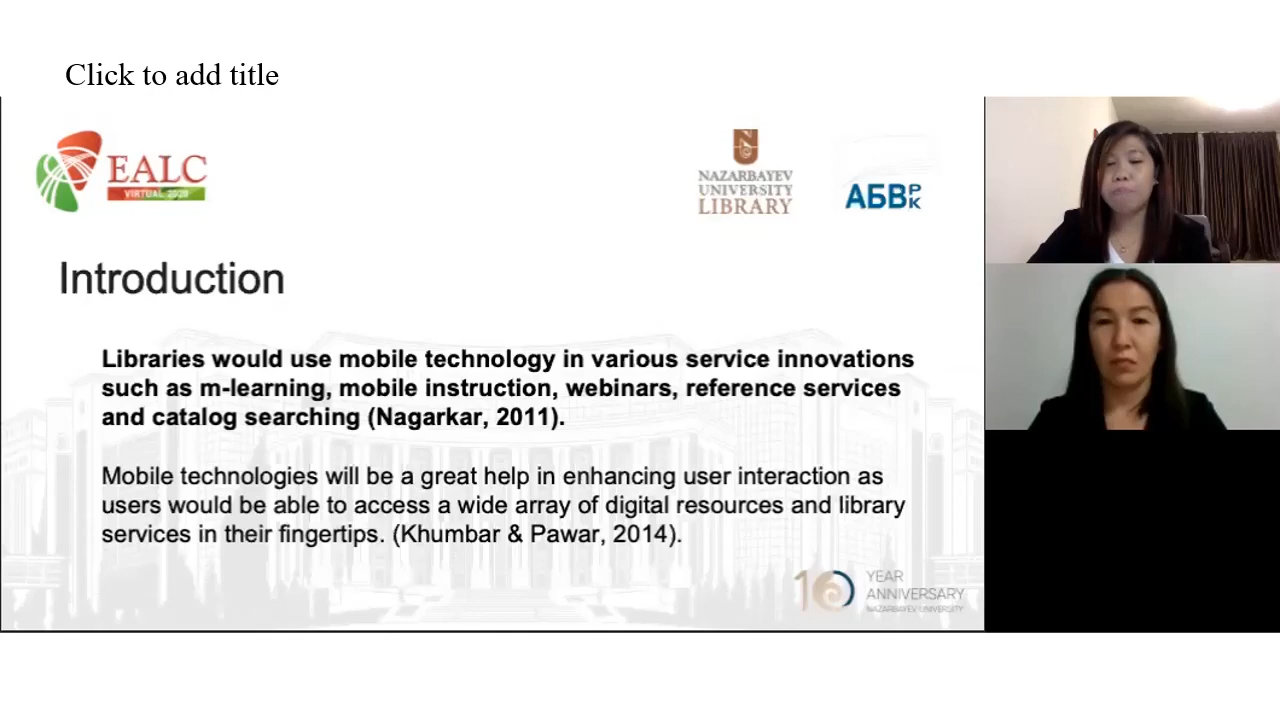 Click to add title
EALC
VIRTUAL 2020
NAZARBAYEV
UNIVERSITY
LIBRARY
АБВРК
Introduction
Libraries would use mobile technology in various service innovations
such as m-learning, mobile instruction, webinars, reference services
and catalog searching (Nagarkar, 2011).
Mobile technologies will be a great help in enhancing user interaction as
users would be able to access a wide array of digital resources and library
services in their fingertips. (Khumbar & Pawar, 2014).
10 YEAR
ANNIVERSARY
NAZARBAYEV UNIVERSITY